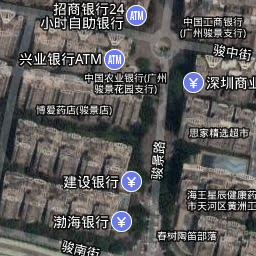 招商银行24
小时自助银行
ATM
中国工商银行
(广州骏景支行)
骏中街
兴业银行ATM
ATM
中国农业银行(广州
骏景花园支行)
深圳商业
博爱药店(骏景店)
思家精选超市
骏景路
建设银行
海王星辰健康药
市天河区黄洲工
渤海银行
春树陶笛部落
骏南街